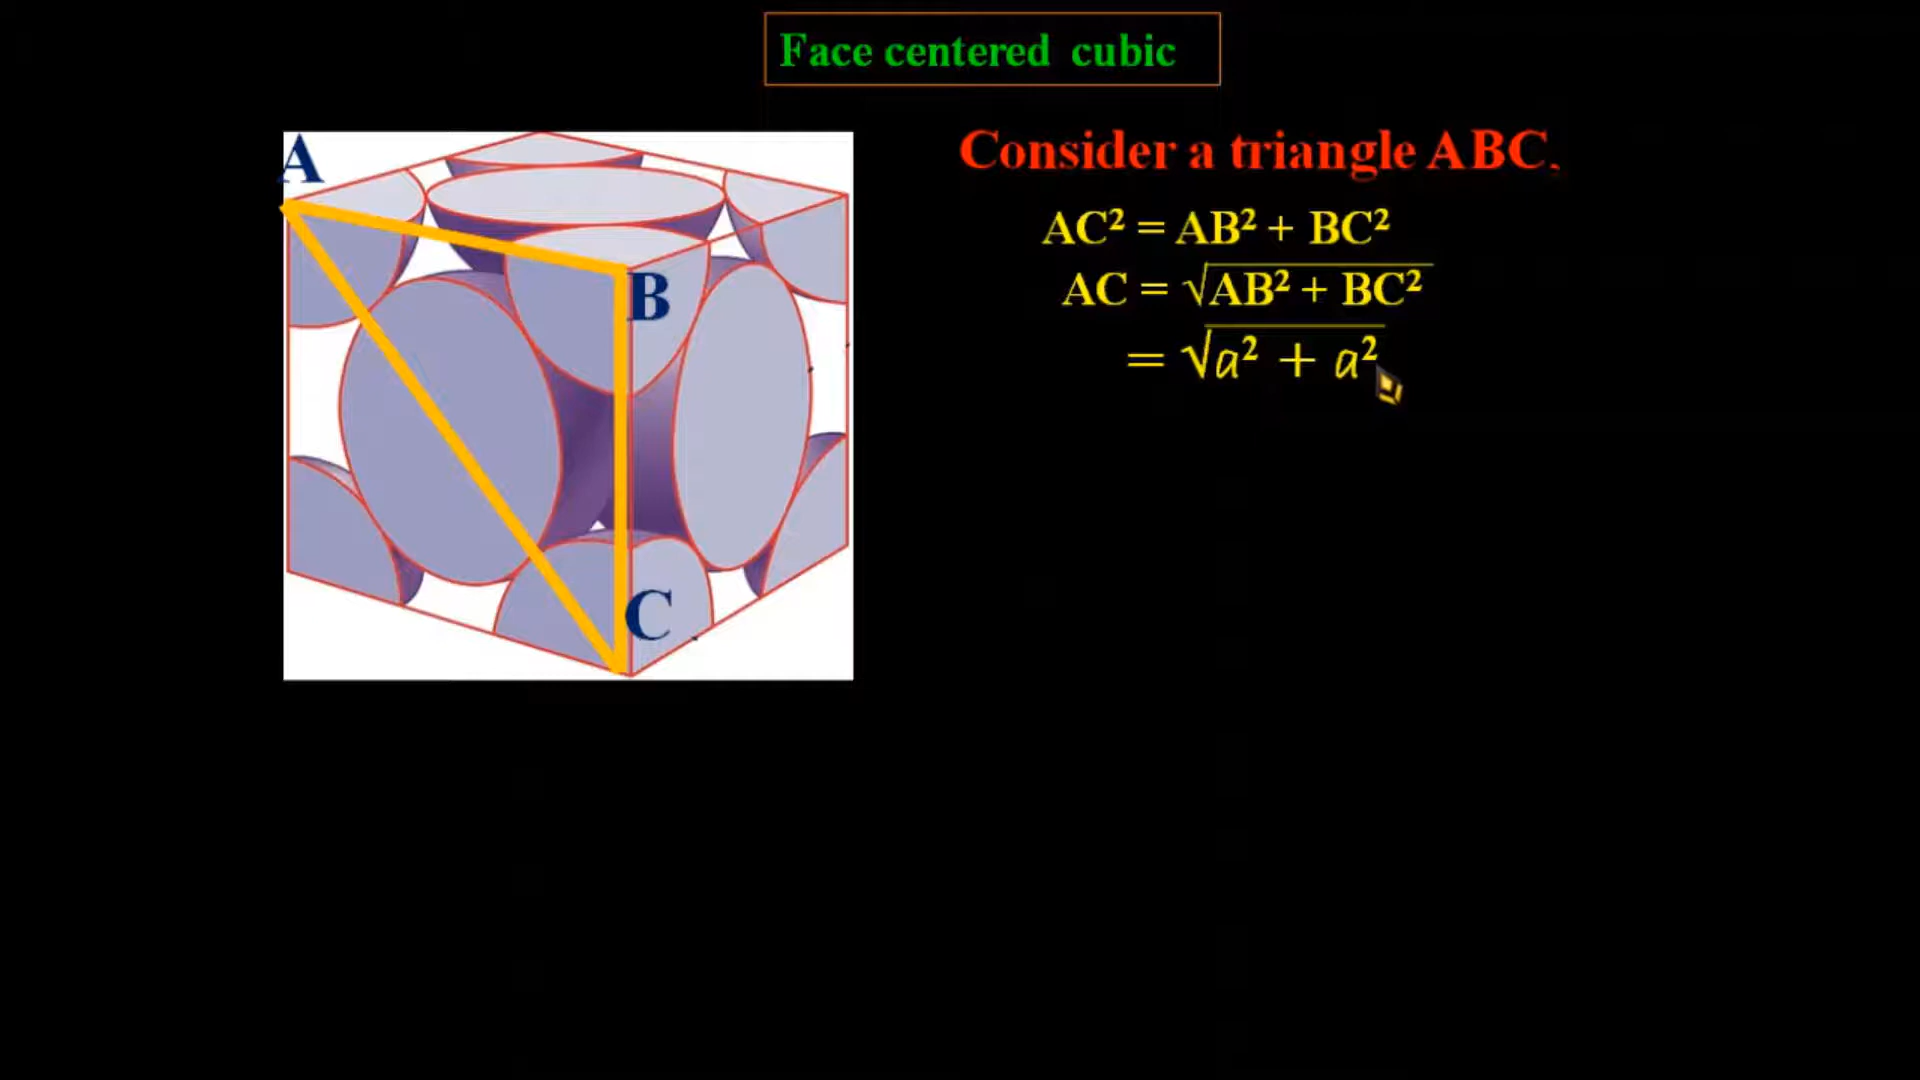 Face centered cubic
A
B
C
Consider a triangle ABC.
AC² = AB² + BC²
AC = √AB² + BC²
= √a² + a²